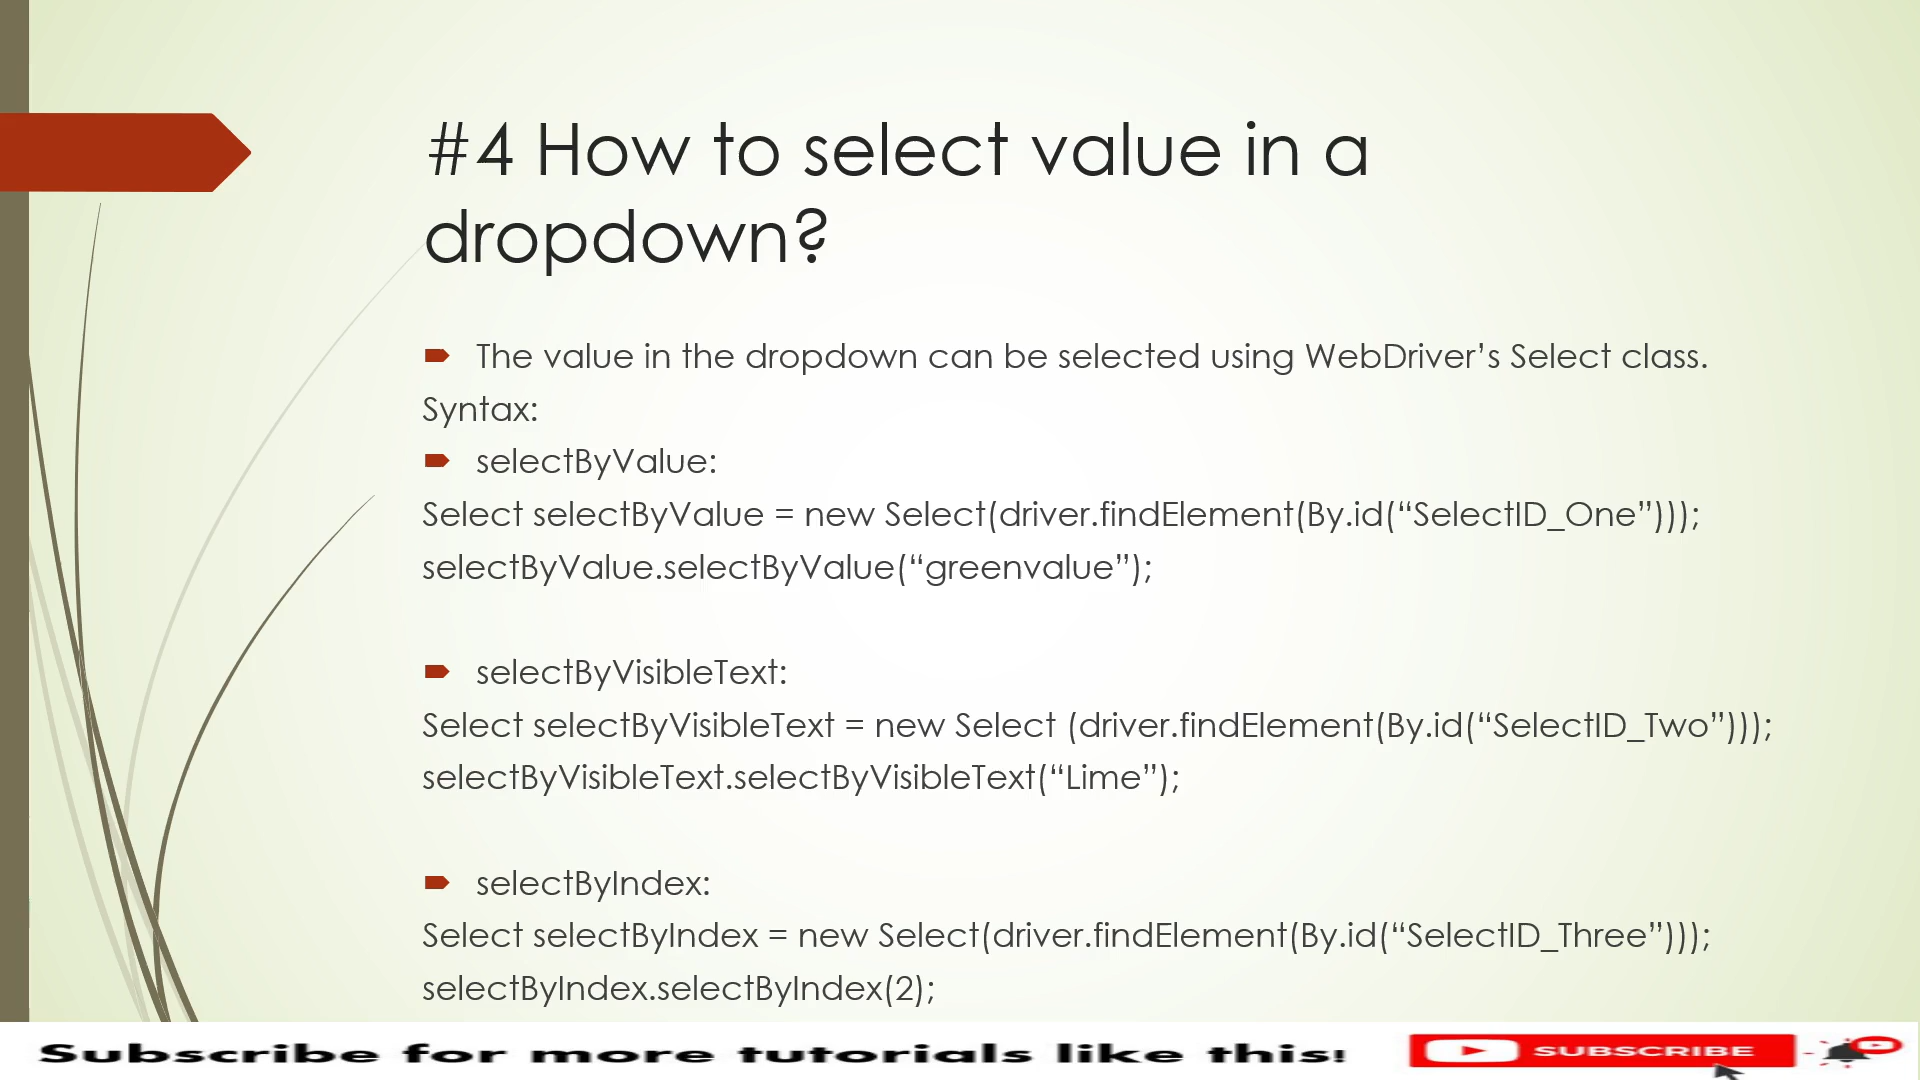 #4 How to select value in a
dropdown?
The value in the dropdown can be selected using WebDriver’s Select class.
Syntax:
selectByValue:
Select selectByValue = new Select(driver.findElement(By.id(“SelectID_One”)));
selectByValue.selectByValue(“greenvalue”);
selectByVisibleText:
Select selectByVisibleText = new Select (driver.findElement(By.id(“SelectID_Two”)));
selectByVisibleText.selectByVisibleText(“Lime”);
selectByIndex:
Select selectByIndex = new Select(driver.findElement(By.id(“SelectID_Three”)));
selectByIndex.selectByIndex(2);
Subscribe for more tutorials like this!
SUBSCRIBE